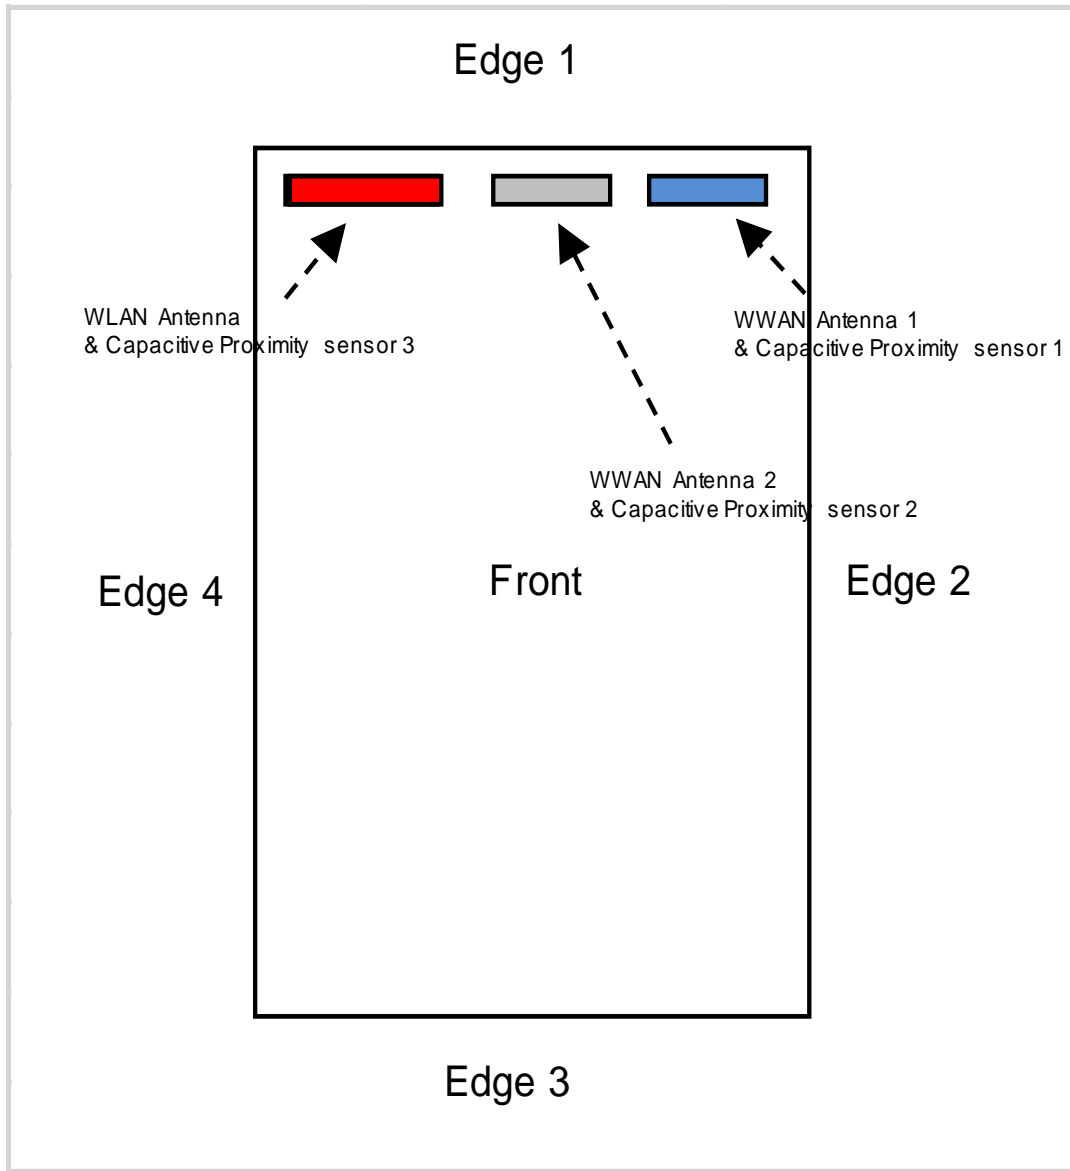 Edge 1
WLAN Antenna
& Capacitive Proximity sensor 3
WWAN Antenna 1
& Capacitive Proximity sensor 1
WWAN Antenna 2
& Capacitive Proximity sensor 2
Edge 4
Front
Edge 2
Edge 3